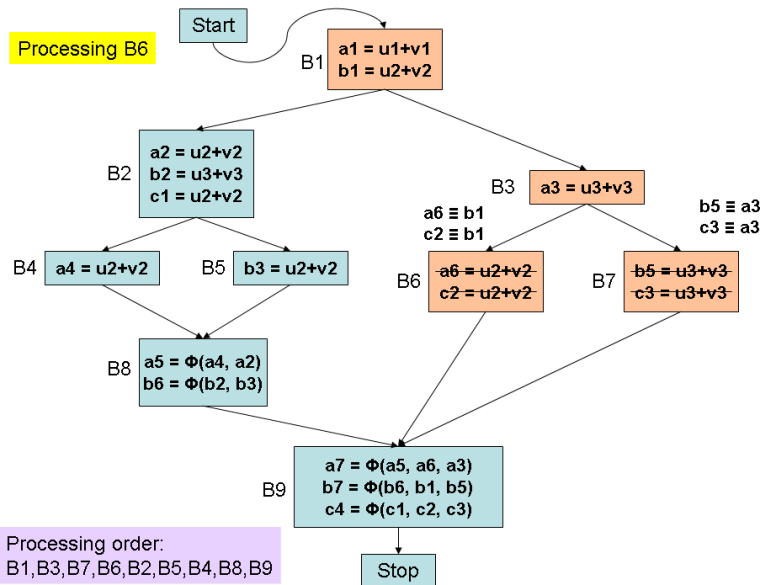 Start
Processing B6
B1
a1 = u1+v1
b1 = u2+v2
B2
a2 = u2+v2
b2 = u3+v3
c1 = u2+v2
B3
a3 = u3+v3
a6 ≡ b1
c2 ≡ b1
b5 ≡ a3
c3 ≡ a3
B4
a4 = u2+v2
B5
b3 = u2+v2
B6
a6 = u2+v2
c2 = u2+v2
B7
b5 = u3+v3
c3 = u3+v3
B8
a5 = Φ(a4, a2)
b6 = Φ(b2, b3)
B9
a7 = Φ(a5, a6, a3)
b7 = Φ(b6, b1, b5)
c4 = Φ(c1, c2, c3)
Processing order:
B1,B3,B7,B6,B2,B5,B4,B8,B9
Stop